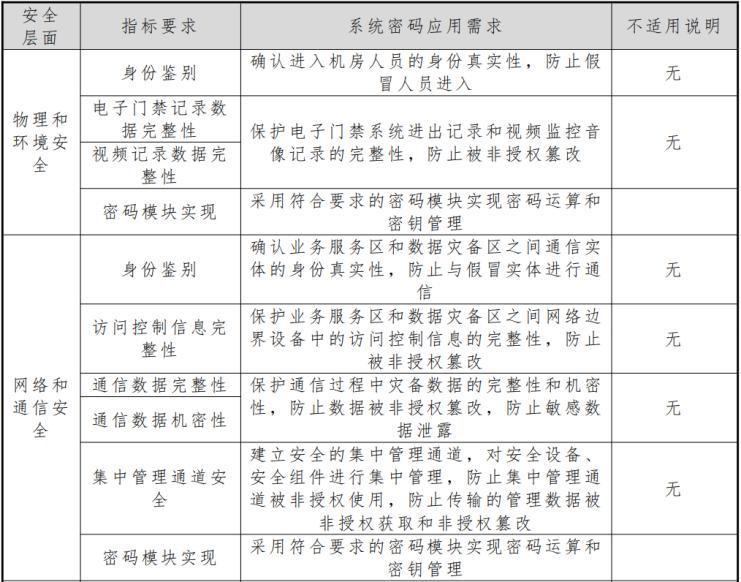 安全
层面
指标要求
系统密码应用需求
不适用说明
物理和
环境安
全
身份鉴别
确认进入机房人员的身份真实性，防止假
冒人员进入
无
电子门禁记录数
据完整性
视频记录数据完
整性
保护电子门禁系统进出记录和视频监控音
像记录的完整性，防止被非授权篡改
无
密码模块实现
采用符合要求的密码模块实现密码运算和
密钥管理
网络和
通信安
全
身份鉴别
确认业务服务区和数据灾备区之间通信实
体的身份真实性，防止与假冒实体进行通
信
无
访问控制信息完
整性
保护业务服务区和数据灾备区之间网络边
界设备中的访问控制信息的完整性，防止
被非授权篡改
无
通信数据完整性
通信数据机密性
保护通信过程中灾备数据的完整性和机密
性，防止数据被非授权篡改，防止敏感数
据泄露
无
集中管理通道安
全
建立安全的集中管理通道，对安全设备、
安全组件进行集中管理，防止集中管理通
道被非授权使用，防止传输的管理数据被
非授权获取和非授权篡改
无
密码模块实现
采用符合要求的密码模块实现密码运算和
密钥管理